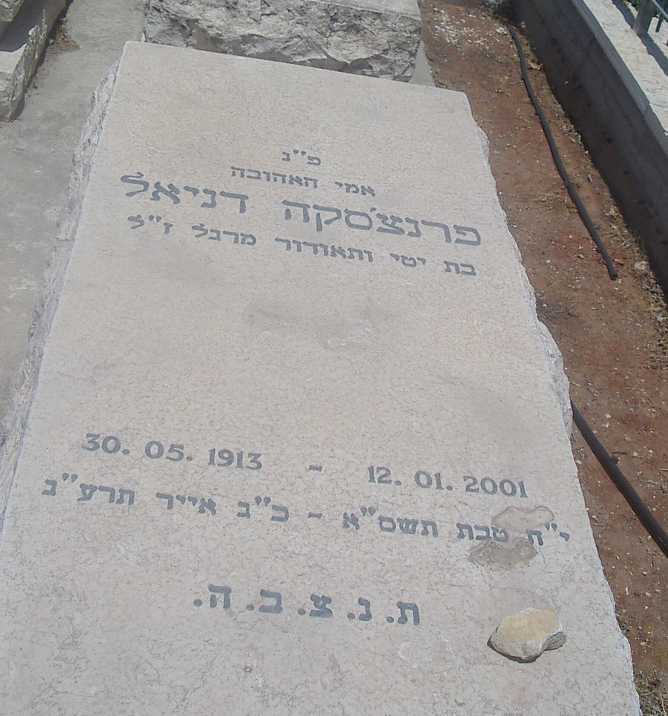 פ"נ
אמי האהובה
פרנצ'סקה דניאל
בת יטי ותאודור מרגל ז"ל
30. 05. 1913 - 12. 01. 2001
י"ח טבת תשס"א - כ"ב אייר תרע"ג
ת. נ. צ. ב. ה.